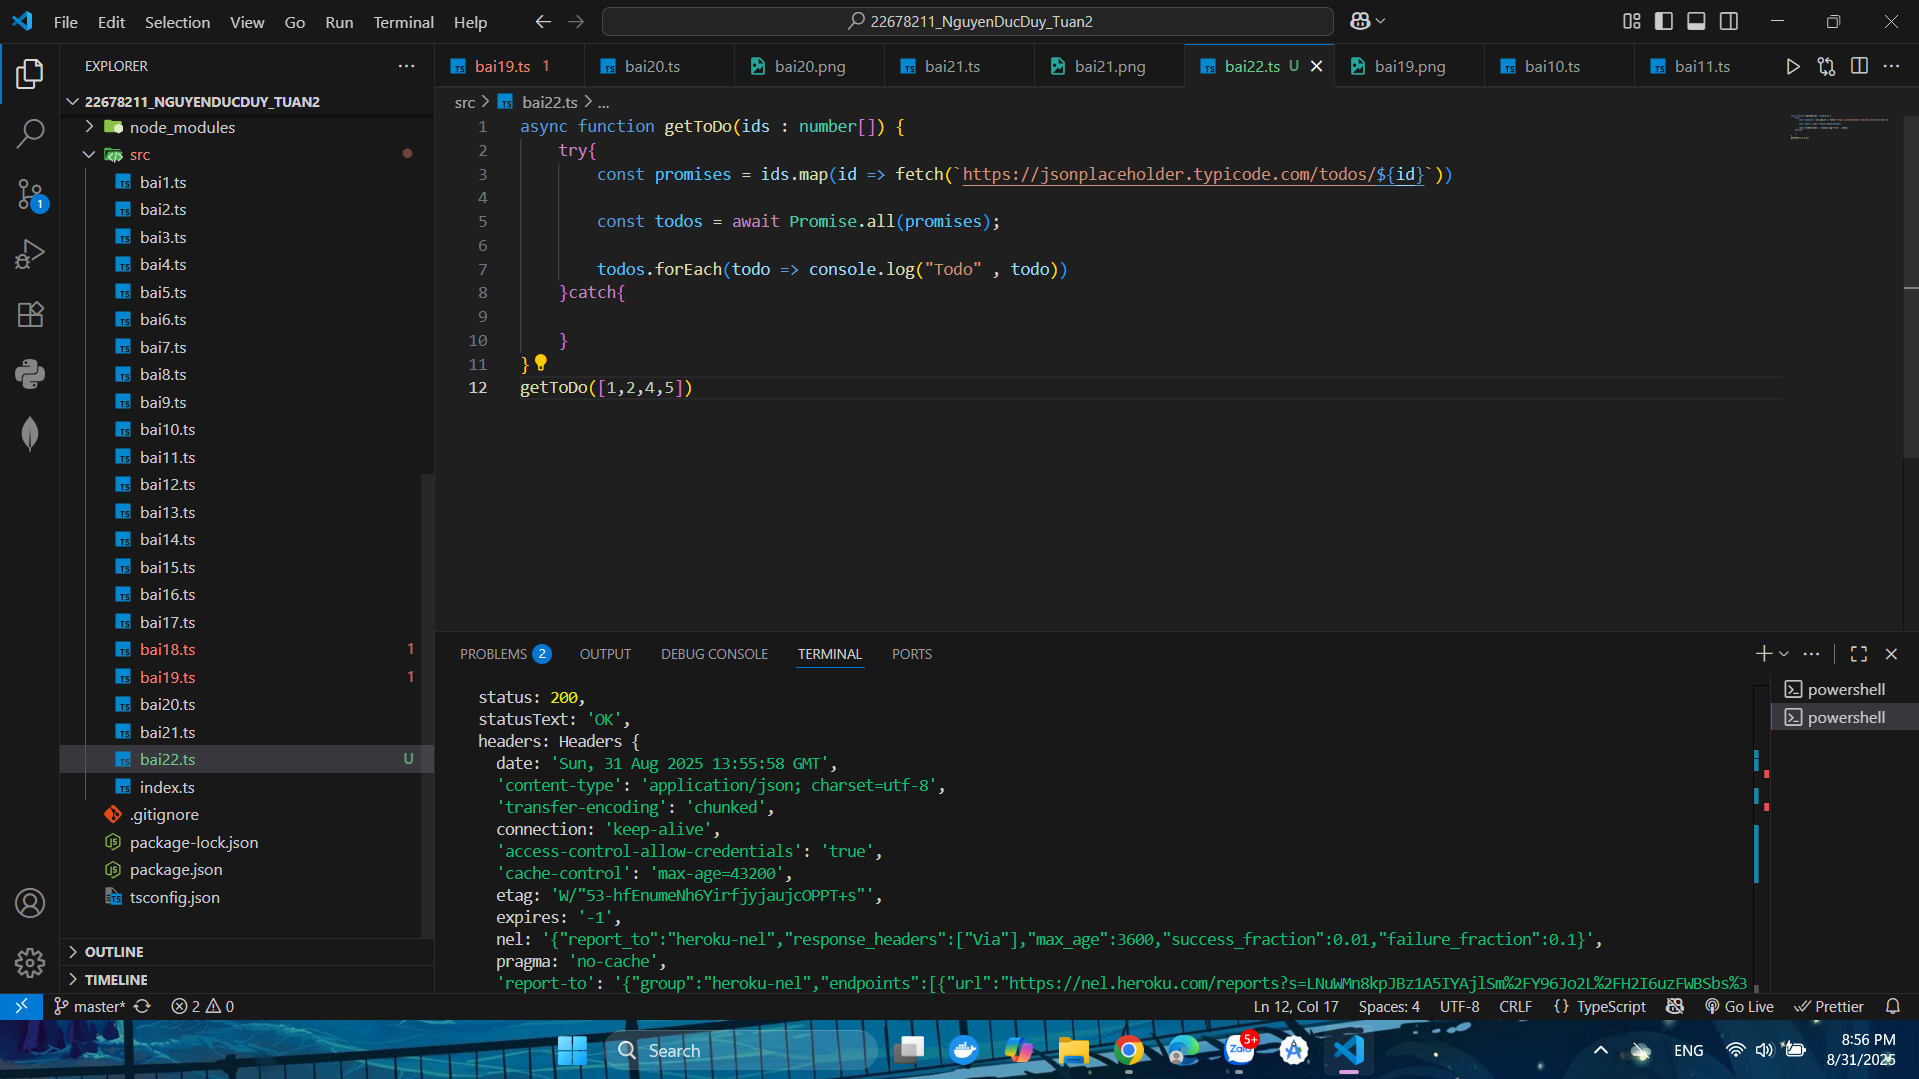 File Edit Selection View Go Run Terminal Help
22678211_NguyenDucDuy_Tuan2
EXPLORER
22678211_NGUYENDUCDUY_TUAN2
node_modules
src
bai1.ts
bai2.ts
bai3.ts
bai4.ts
bai5.ts
bai6.ts
bai7.ts
bai8.ts
bai9.ts
bai10.ts
bai11.ts
bai12.ts
bai13.ts
bai14.ts
bai15.ts
bai16.ts
bai17.ts
bai18.ts 1
bai19.ts 1
bai20.ts
bai21.ts
bai22.ts U
index.ts
.gitignore
package-lock.json
package.json
tsconfig.json
OUTLINE
TIMELINE
1
bai19.ts 1 bai20.ts bai20.png bai21.ts bai21.png bai22.ts U bai19.png bai10.ts bai11.ts
src > bai22.ts > ...
1 async function getToDo(ids : number[]) {
2 try{
3 const promises = ids.map(id => fetch(`https://jsonplaceholder.typicode.com/todos/${id}`))
4
5 const todos = await Promise.all(promises);
6
7 todos.forEach(todo => console.log("Todo" , todo))
8 }catch{
9
10 }
11 }
12 getToDo([1,2,4,5])
PROBLEMS 2 OUTPUT DEBUG CONSOLE TERMINAL PORTS
powershell
powershell
status: 200,
statusText: 'OK',
headers: Headers {
date: 'Sun, 31 Aug 2025 13:55:58 GMT',
'content-type': 'application/json; charset=utf-8',
'transfer-encoding': 'chunked',
connection: 'keep-alive',
'access-control-allow-credentials': 'true',
'cache-control': 'max-age=43200',
etag: 'W/"53-hfEnumeNh6YirfjyjaujcOPPT+s"',
expires: '-1',
nel: '{"report_to":"heroku-nel","response_headers":["Via"],"max_age":3600,"success_fraction":0.01,"failure_fraction":0.1}',
pragma: 'no-cache',
'report-to': '{"group":"heroku-nel","endpoints":[{"url":"https://nel.heroku.com/reports?s=LNuWMn8kpJBz1A5IYAjlSm%2FY96Jo2L%2FH2I6uzFWBSbs%3
master* 2 0 Ln 12, Col 17 Spaces: 4 UTF-8 CRLF {} TypeScript Go Live Prettier
Search
Zalo
5+
ENG
8:56 PM
8/31/2025